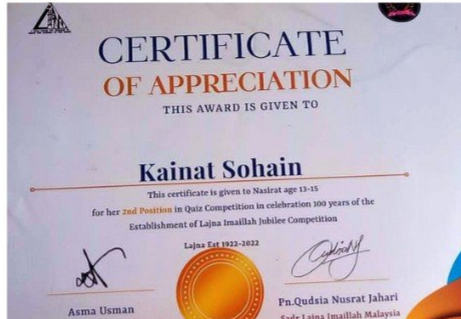 CERTIFICATE
OF APPRECIATION
THIS AWARD IS GIVEN TO
Kainat Sohain
This certificate is given to Nasirat age 13-15
for her 2nd Position in Quiz Competition in celebration 100 years of the
Establishment of Lajna Imaillah Jubilee Competition
Lajna Est 1922-2022
Asma Usman
Pn.Qudsia Nusrat Jahari
Sadr Lajna Imaillah Malaysia